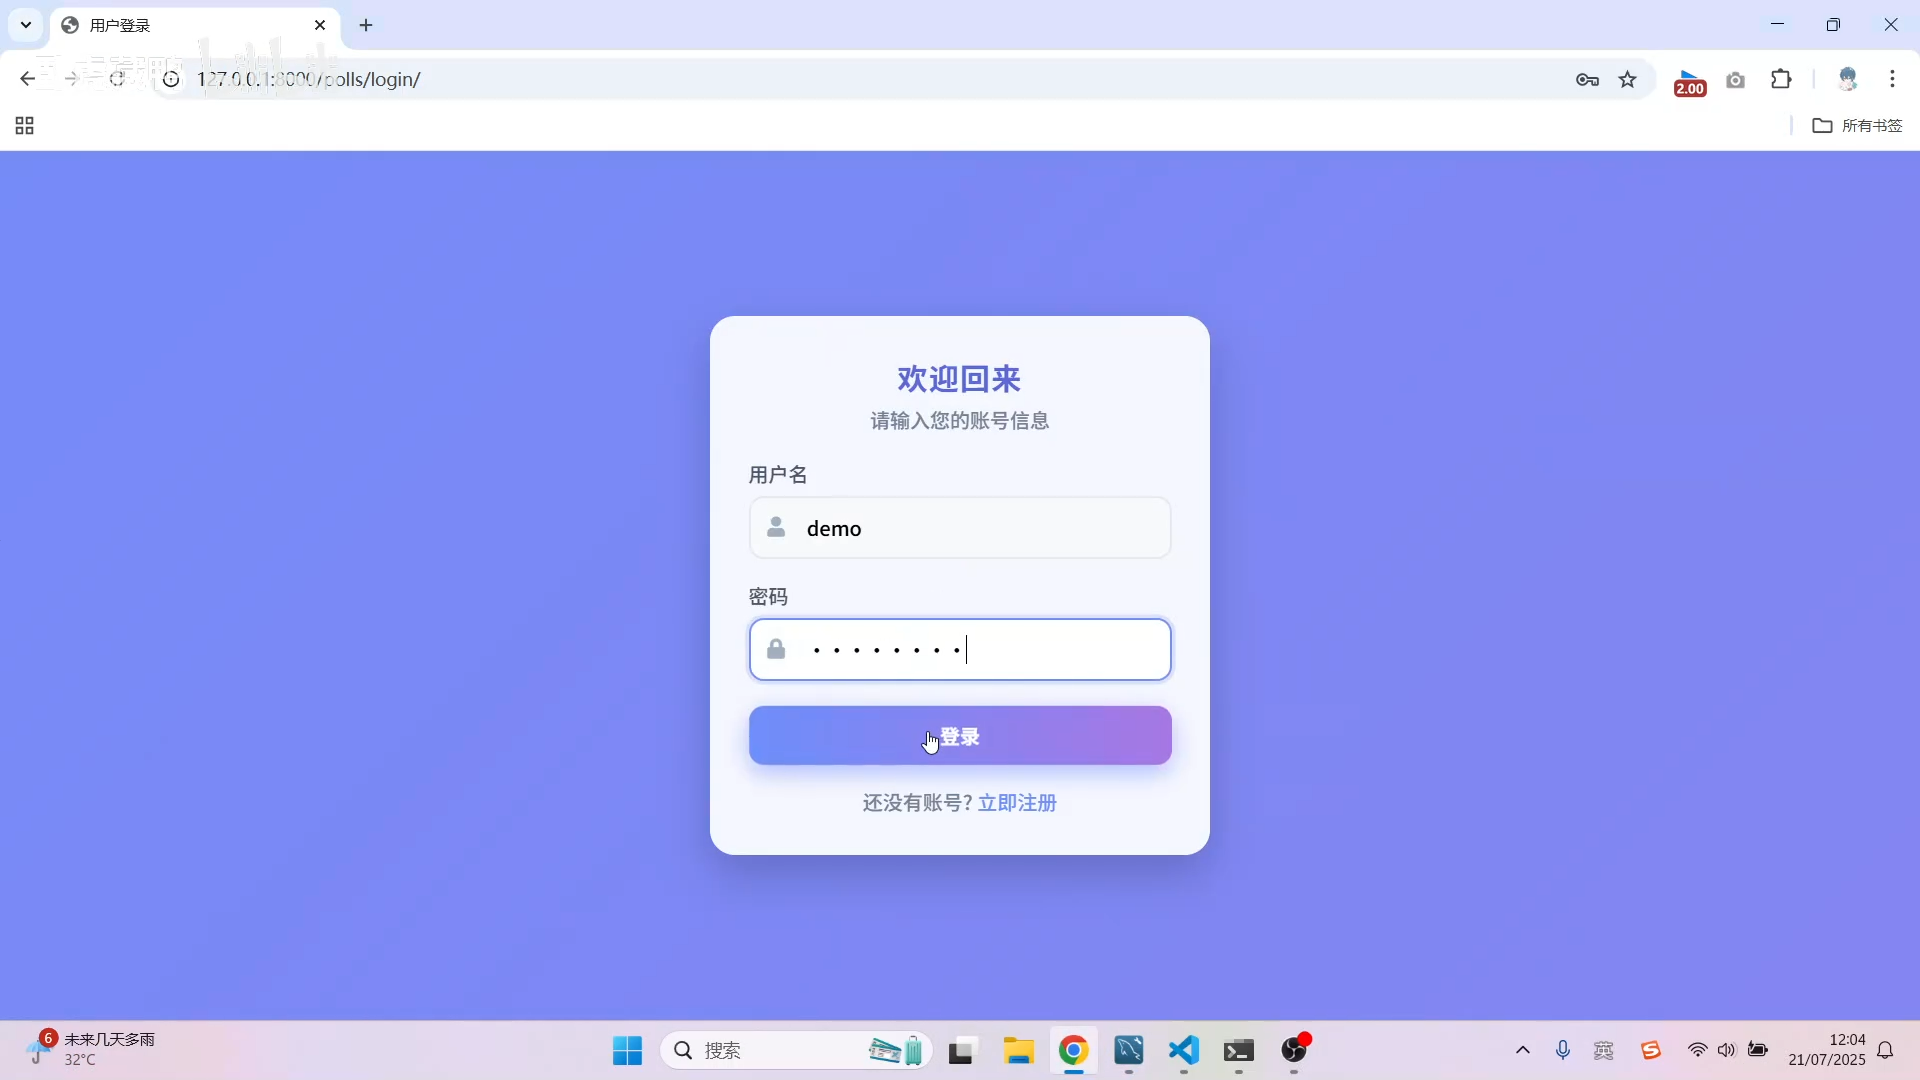 用户登录
127.0.0.1:8000/polls/login/
2.00
所有书签
欢迎回来
请输入您的账号信息
用户名
demo
密码
登录
还没有账号? 立即注册
6
未来几天多雨
32°C
搜索
英
12:04
21/07/2025